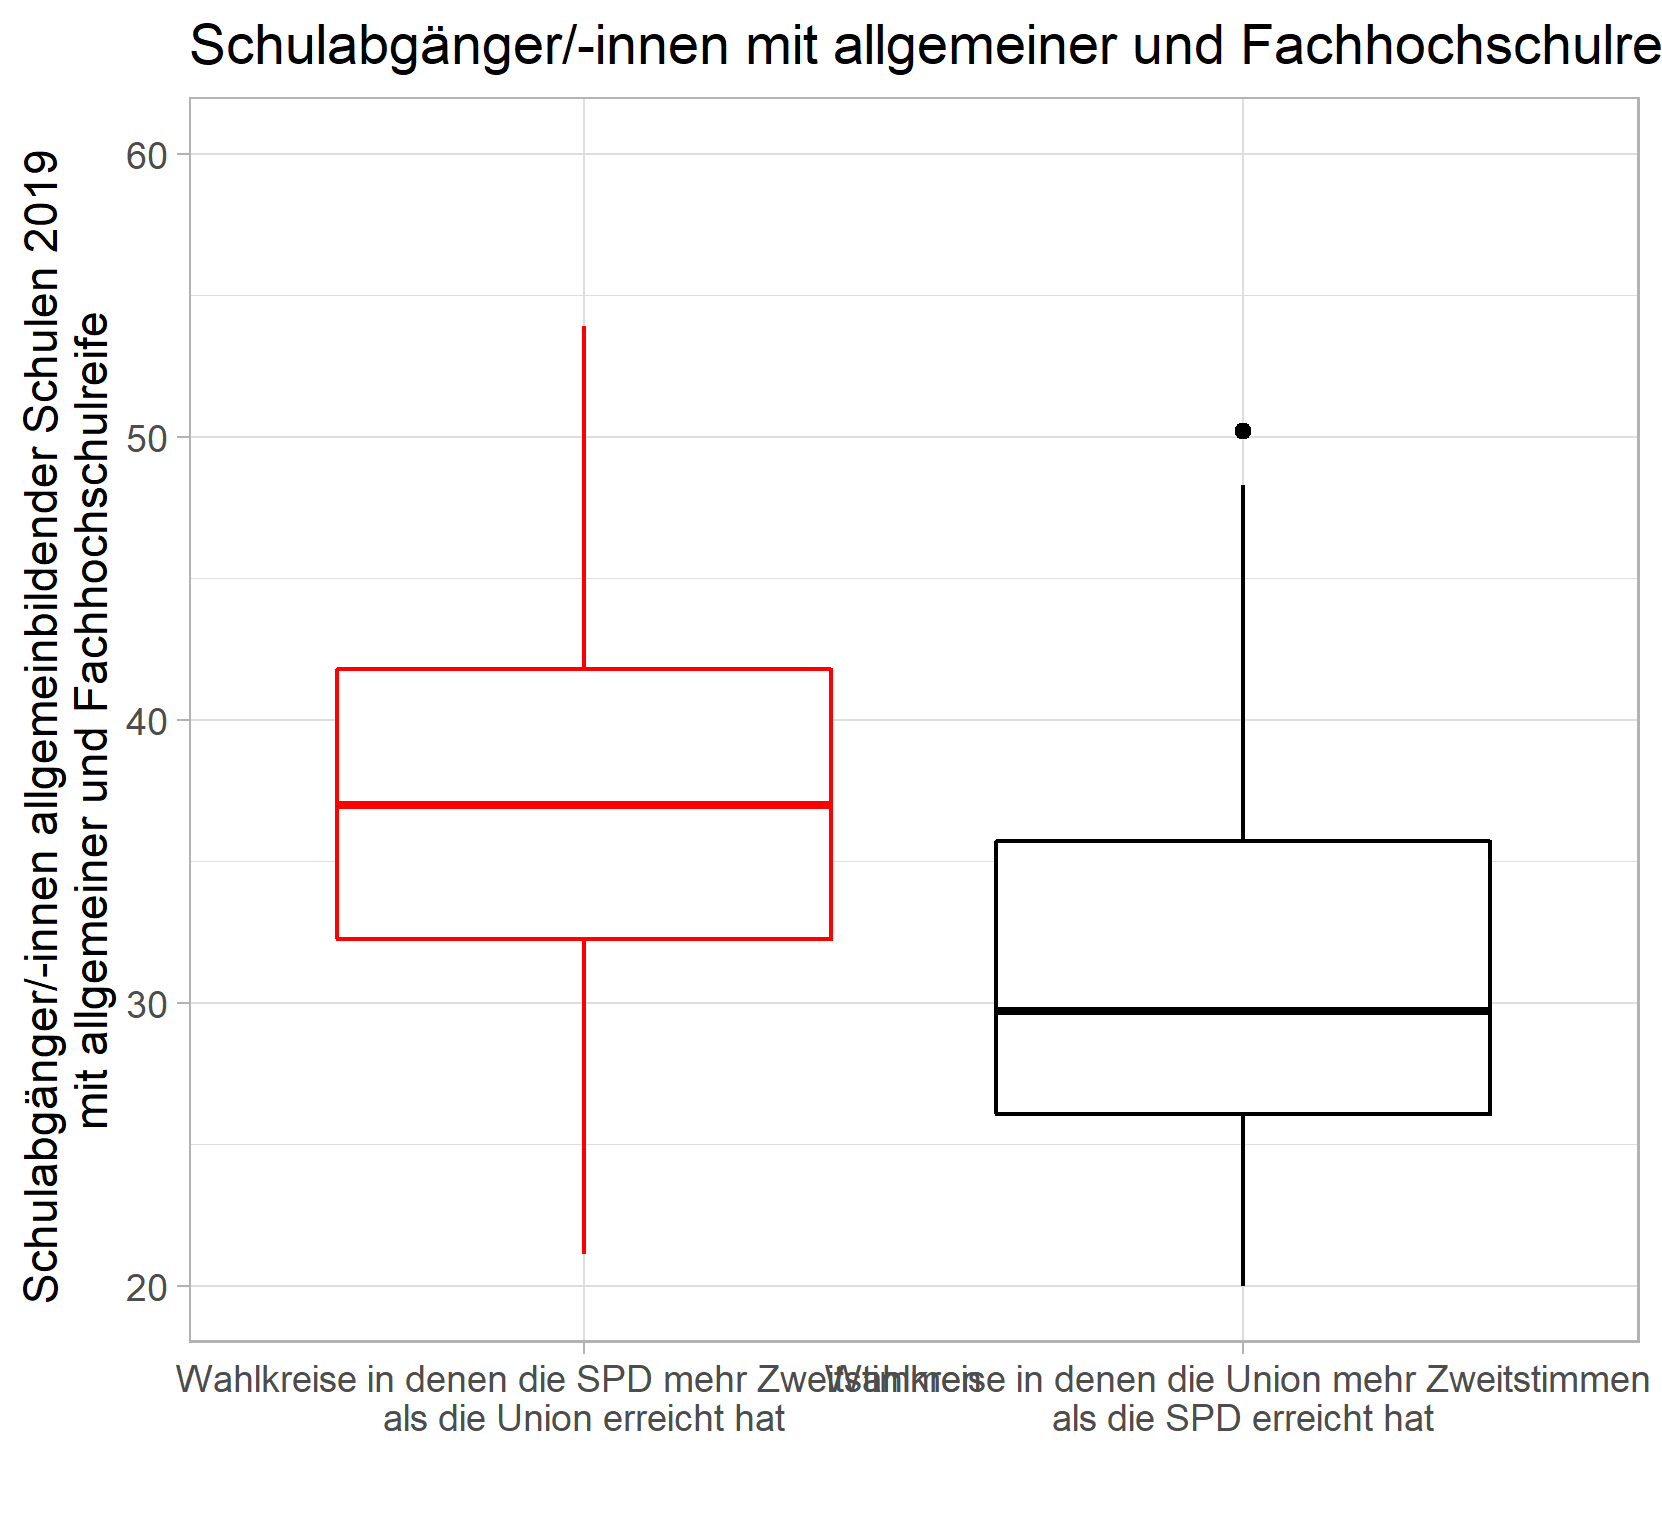 Schulabgänger/-innen mit allgemeiner und Fachhochschulre
Schulabgänger/-innen allgemeinbildender Schulen 2019
mit allgemeiner und Fachhochschulreife
60
50
40
30
20
Wahlkreise in denen die SPD mehr Zweitstimmen
als die Union erreicht hat
Wahlkreise in denen die Union mehr Zweitstimmen
als die SPD erreicht hat